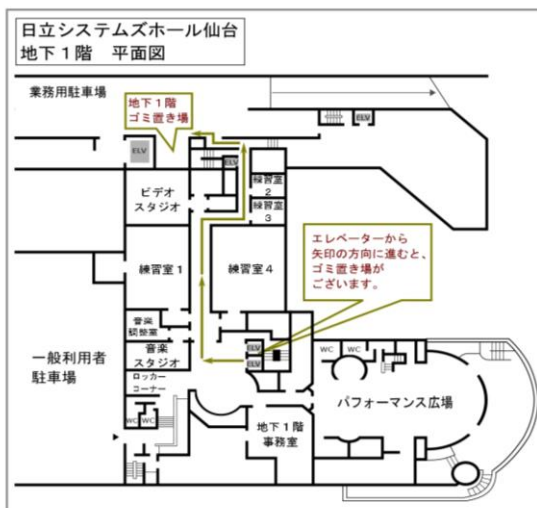 日立システムズホール仙台
地下１階　平面図
業務用駐車場
地下１階
ゴミ置き場
ELV
ELV
ELV
ビデオ
スタジオ
練習室
２
練習室
３
エレベーターから
矢印の方向に進むと、
ゴミ置き場が
ございます。
練習室１
練習室４
音楽
調整室
音楽
スタジオ
ELV
ELV
一般利用者
駐車場
ロッカー
コーナー
WC
WC
WC
WC
パフォーマンス広場
地下１階
事務室